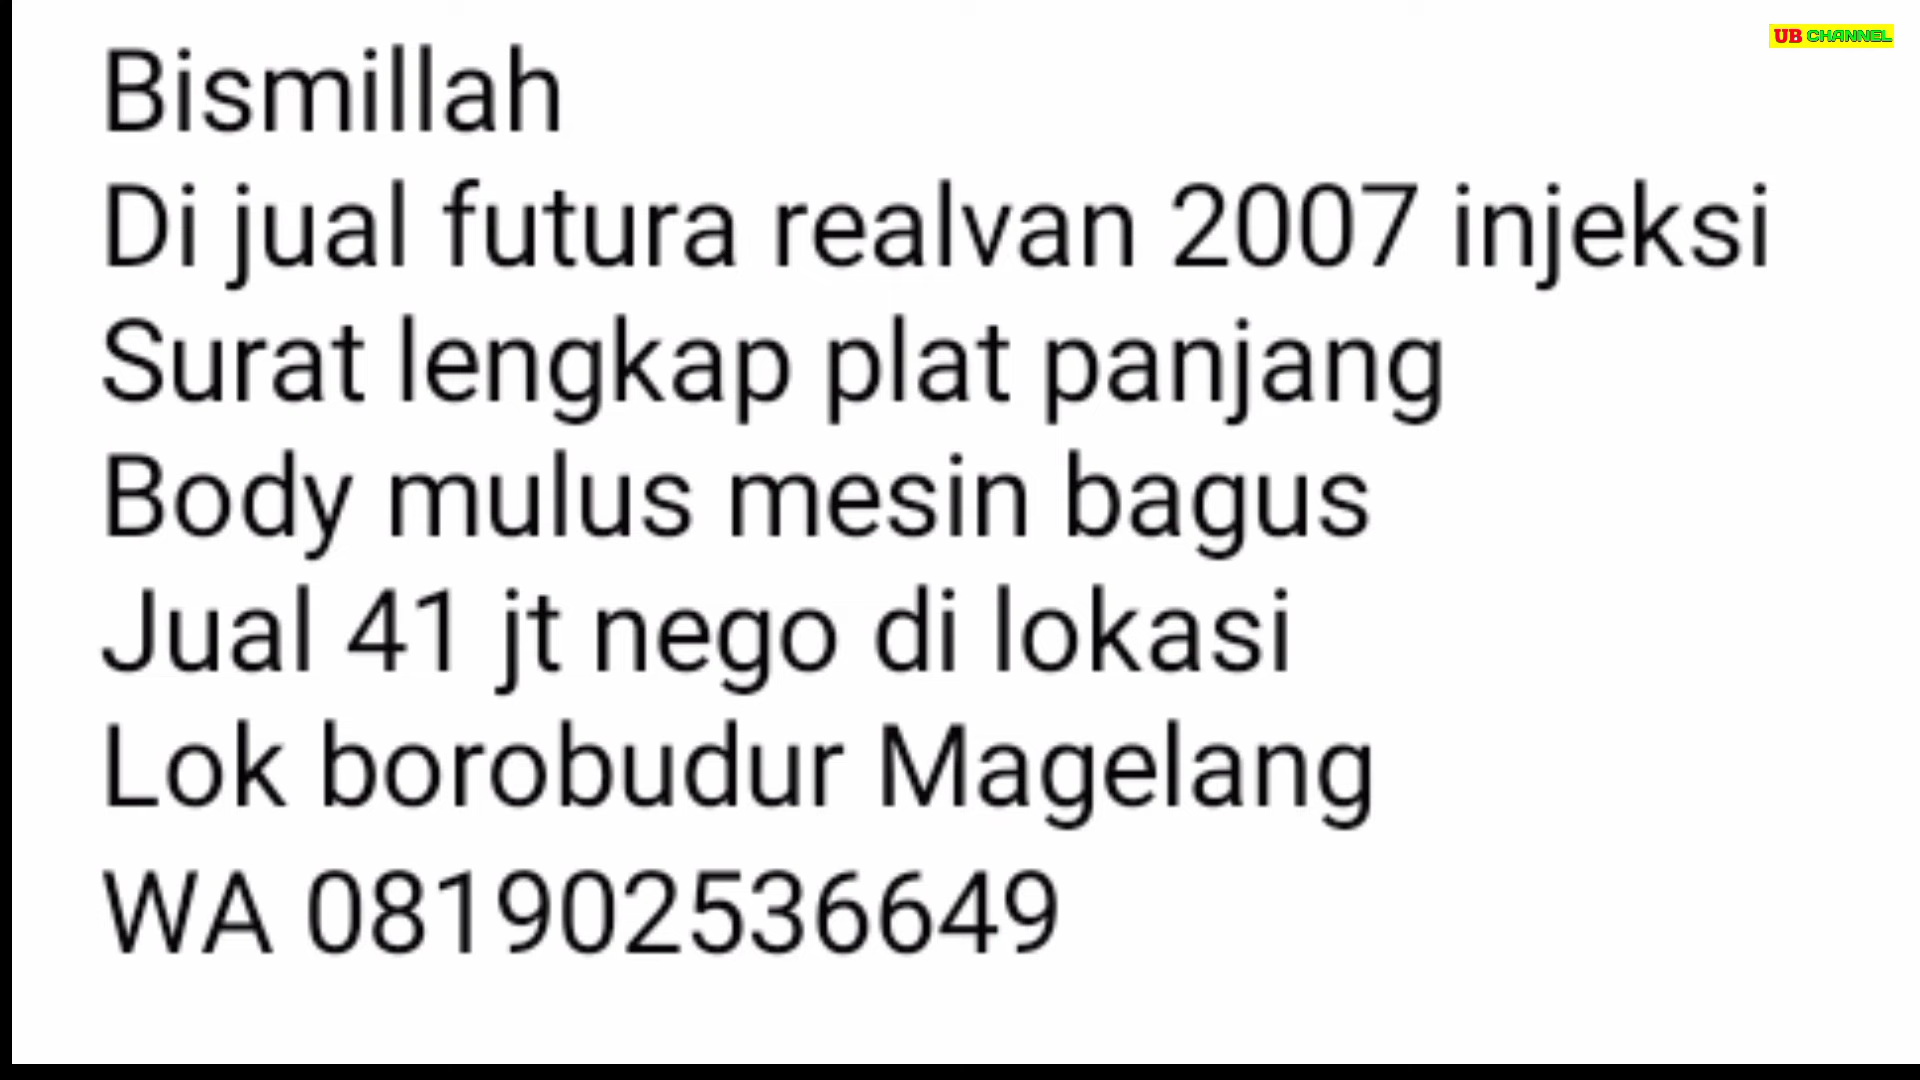 UB CHANNEL
Bismillah
Di jual futura realvan 2007 injeksi
Surat lengkap plat panjang
Body mulus mesin bagus
Jual 41 jt nego di lokasi
Lok borobudur Magelang
WA 081902536649